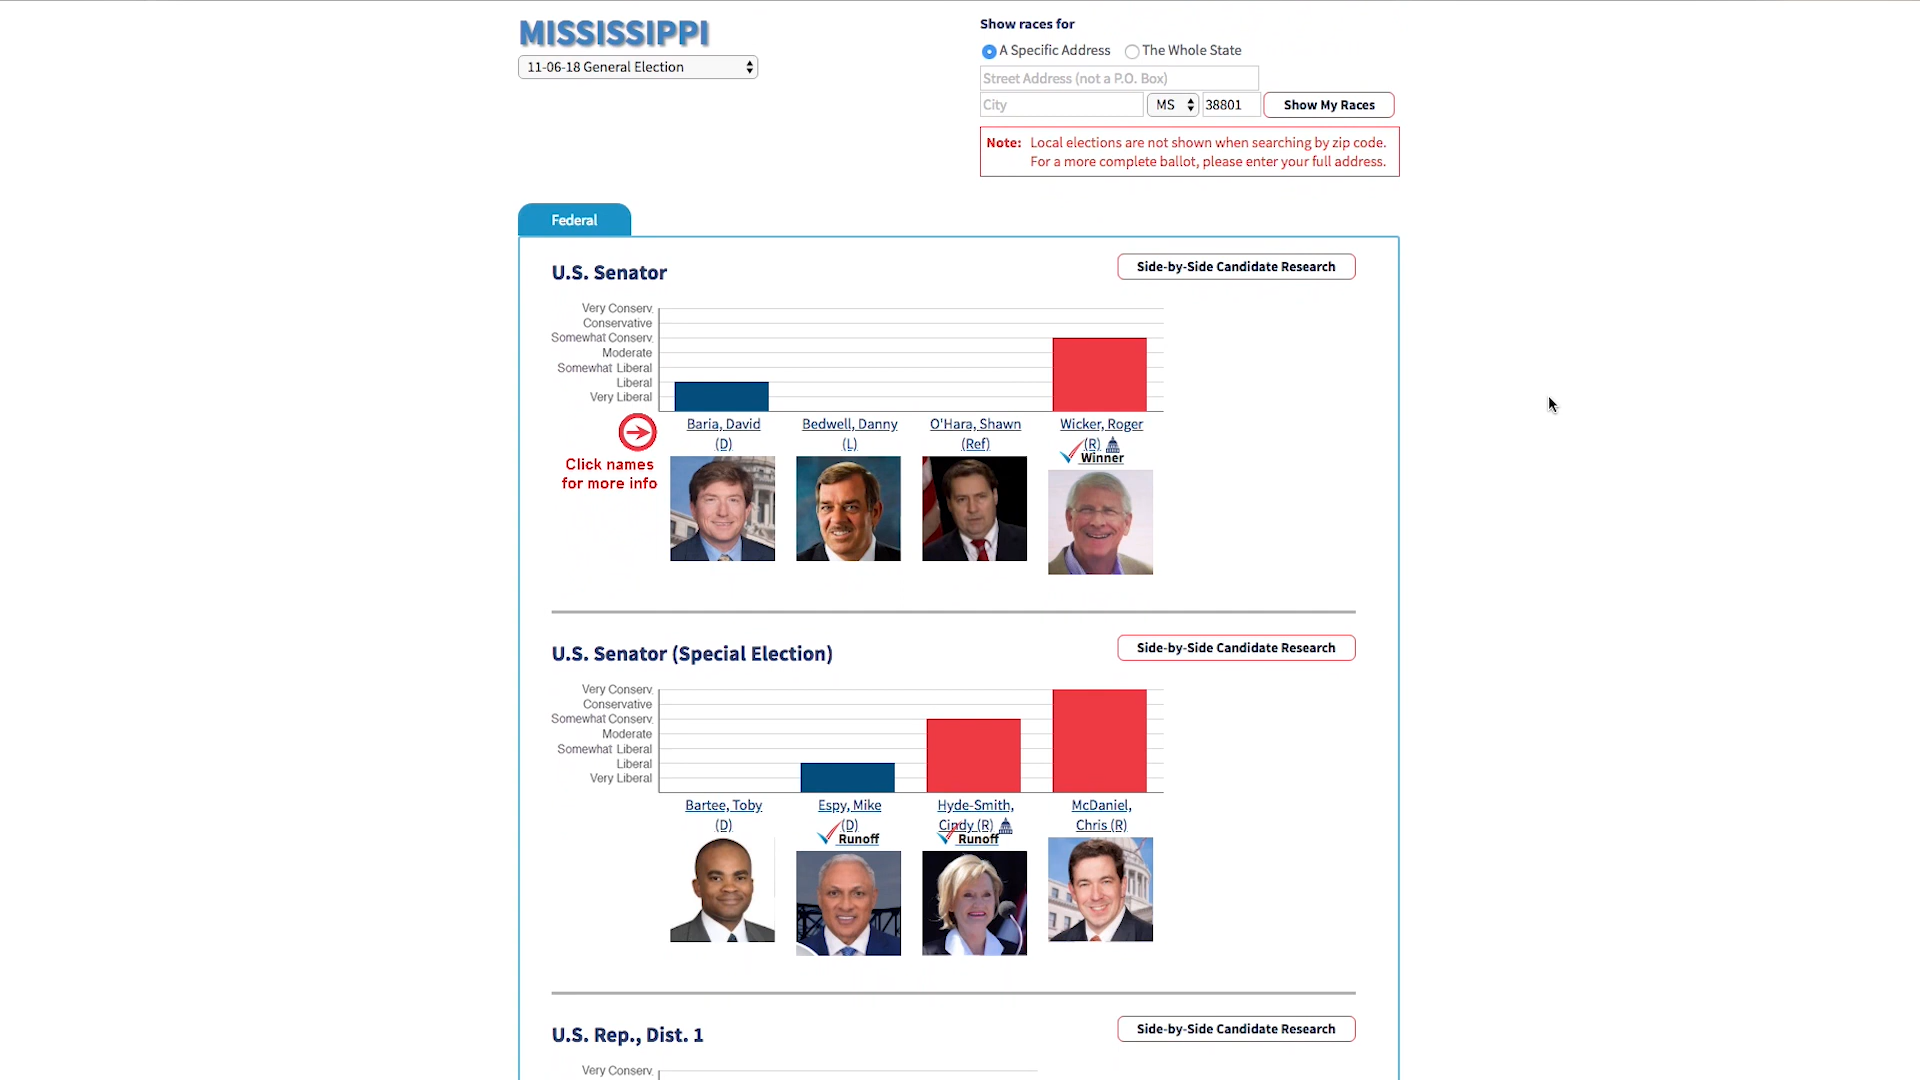 MISSISSIPPI
11-06-18 General Election
Show races for
A Specific Address The Whole State
Street Address (not a P.O. Box)
City MS 38801 Show My Races
Note: Local elections are not shown when searching by zip code.
For a more complete ballot, please enter your full address.
Federal
U.S. Senator
Side-by-Side Candidate Research
Very Conserv.
Conservative
Somewhat Conserv.
Moderate
Somewhat Liberal
Liberal
Very Liberal
Click names
for more info
Baria, David
(D)
Bedwell, Danny
(L)
O'Hara, Shawn
(Ref)
Wicker, Roger
(R)
Winner
U.S. Senator (Special Election)
Side-by-Side Candidate Research
Very Conserv.
Conservative
Somewhat Conserv.
Moderate
Somewhat Liberal
Liberal
Very Liberal
Bartee, Toby
(D)
Espy, Mike
(D)
Runoff
Hyde-Smith,
Cindy (R)
Runoff
McDaniel,
Chris (R)
U.S. Rep., Dist. 1
Side-by-Side Candidate Research
Very Conserv.